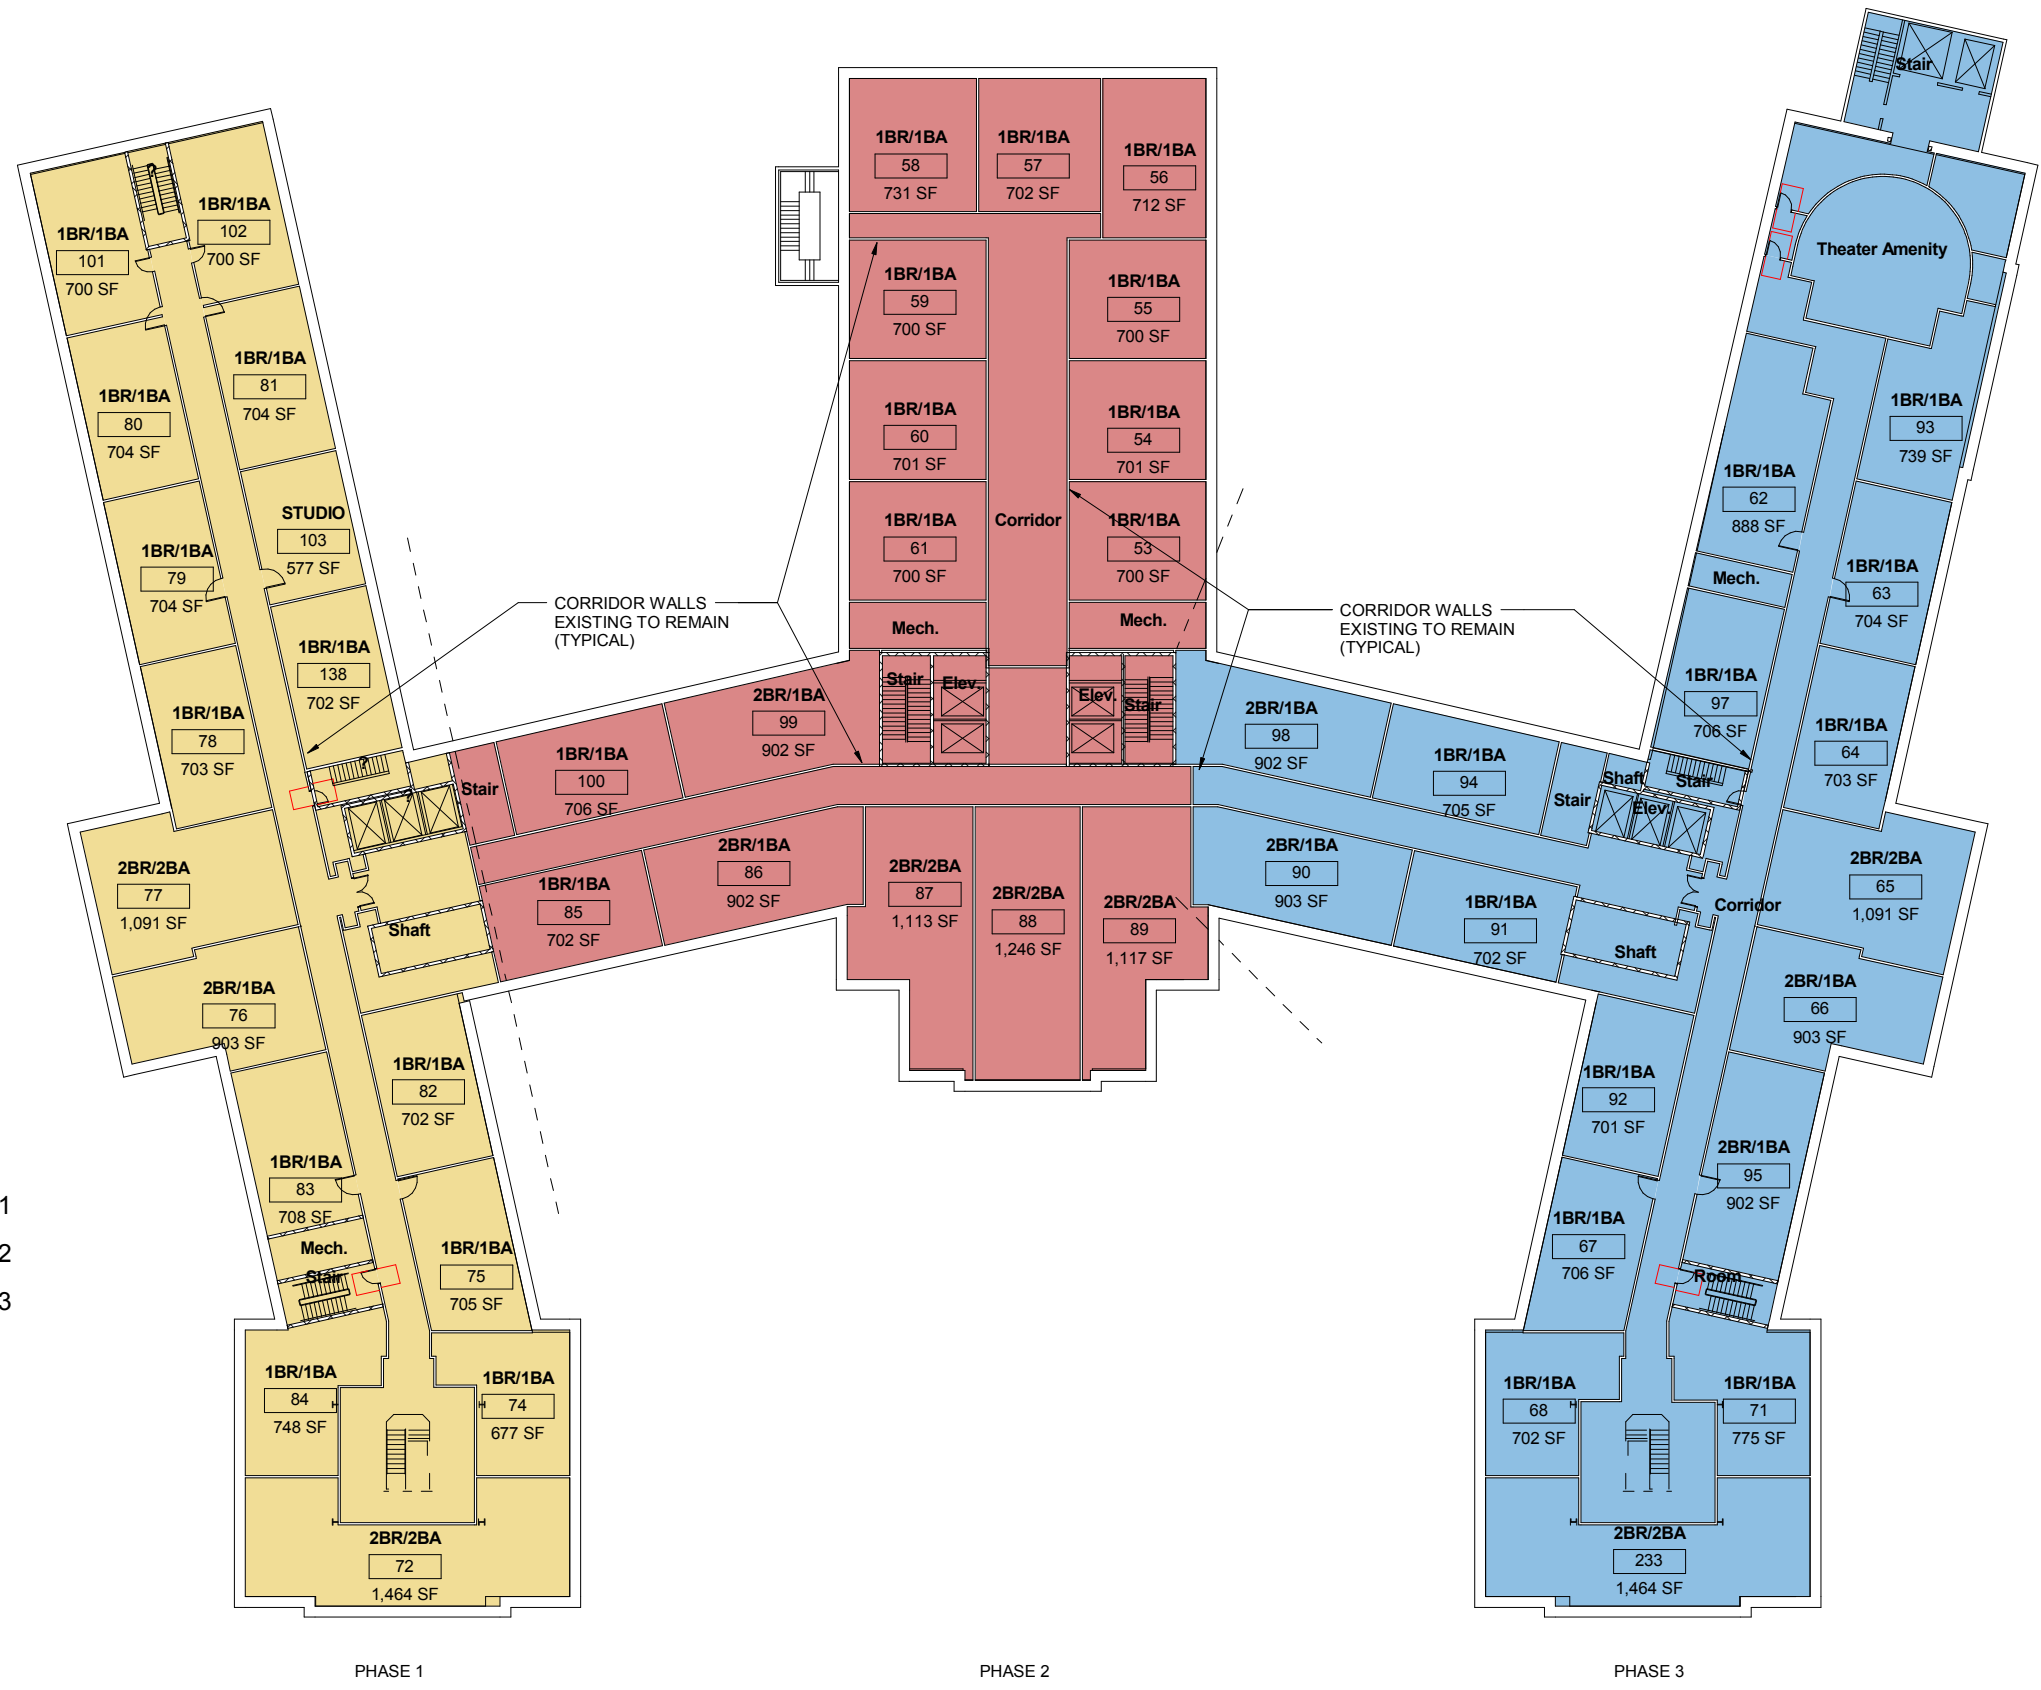 Stair
1BR/1BA
58
731 SF
1BR/1BA
57
702 SF
1BR/1BA
56
712 SF
?
1BR/1BA
102
700 SF
1BR/1BA
101
700 SF
Theater Amenity
1BR/1BA
59
700 SF
1BR/1BA
55
700 SF
1BR/1BA
81
704 SF
1BR/1BA
80
704 SF
1BR/1BA
60
701 SF
1BR/1BA
54
701 SF
1BR/1BA
93
739 SF
1BR/1BA
62
888 SF
STUDIO
103
577 SF
1BR/1BA
61
700 SF
Corridor
1BR/1BA
53
700 SF
1BR/1BA
79
704 SF
Mech.
1BR/1BA
63
704 SF
CORRIDOR WALLS
EXISTING TO REMAIN
(TYPICAL)
CORRIDOR WALLS
EXISTING TO REMAIN
(TYPICAL)
Mech.
Mech.
1BR/1BA
138
702 SF
1BR/1BA
78
703 SF
2BR/1BA
99
902 SF
Stair
Elev.
Elev.
Stair
2BR/1BA
98
902 SF
1BR/1BA
97
706 SF
1BR/1BA
64
703 SF
?
?
Stair
1BR/1BA
100
706 SF
1BR/1BA
94
705 SF
Stair
Shaft
Stair
Elev.
2BR/2BA
77
1,091 SF
1BR/1BA
85
702 SF
2BR/1BA
86
902 SF
2BR/2BA
87
1,113 SF
2BR/2BA
88
1,246 SF
2BR/2BA
89
1,117 SF
2BR/1BA
90
903 SF
1BR/1BA
91
702 SF
Corridor
2BR/2BA
65
1,091 SF
Shaft
Shaft
2BR/1BA
76
903 SF
2BR/1BA
66
903 SF
1BR/1BA
82
702 SF
1BR/1BA
92
701 SF
1BR/1BA
83
708 SF
2BR/1BA
95
902 SF
1
2
3
Mech.
Stair
1BR/1BA
75
705 SF
1BR/1BA
67
706 SF
Room
1BR/1BA
84
748 SF
1BR/1BA
74
677 SF
1BR/1BA
68
702 SF
1BR/1BA
71
775 SF
2BR/2BA
72
1,464 SF
2BR/2BA
233
1,464 SF
PHASE 1
PHASE 2
PHASE 3